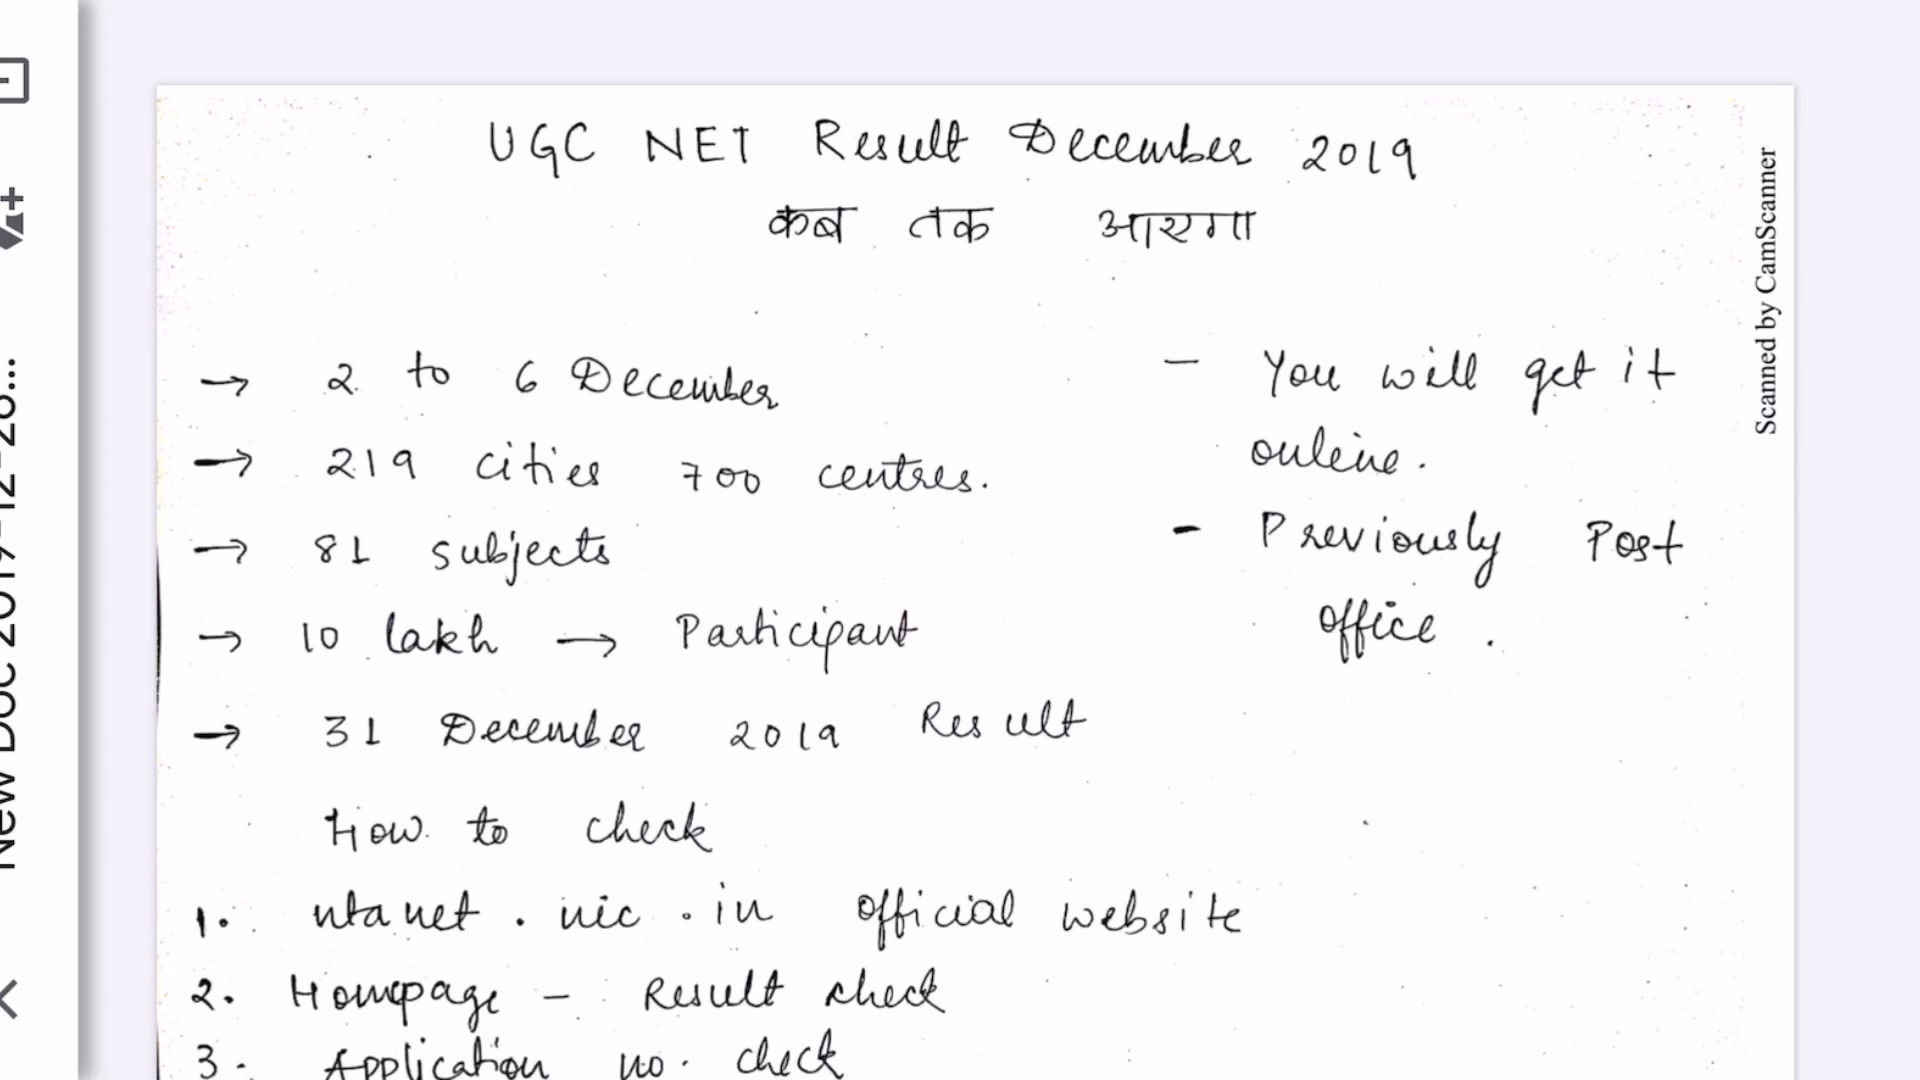 UGC NET Result December 2019
कब तक आएगा
→ 2 to 6 December
→ 219 cities 700 centres.
→ 81 subjects
→ 10 lakh → Participant
→ 31 December 2019 Result
- You will get it
online.
- Previously Post
office.
How to check
1. ntanet.nic.in official website
2. Homepage - Result check
3. Application no. check
Scanned by CamScanner
New Doc 2019-12-26...